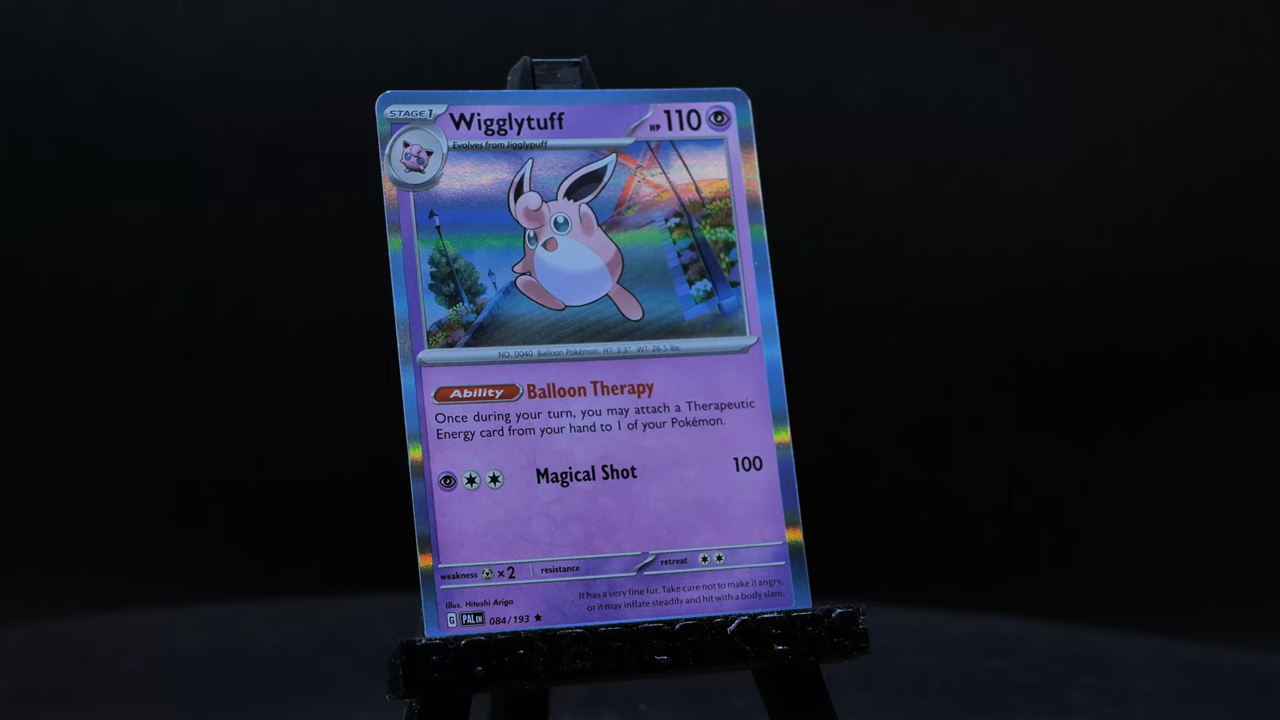 STAGE1 Wigglytuff HP 110
Evolves from Jigglypuff
NO. 0040 Balloon Pokémon HT: 3'3" WT: 26.5 lbs.
Ability Balloon Therapy
Once during your turn, you may attach a Therapeutic
Energy card from your hand to 1 of your Pokémon.
Magical Shot 100
weakness ×2 resistance retreat
Illus. Hitoshi Ariga
It has a very fine fur. Take care not to make it angry,
or it may inflate steadily and hit with a body slam.
G PAL EN 084/193 ★